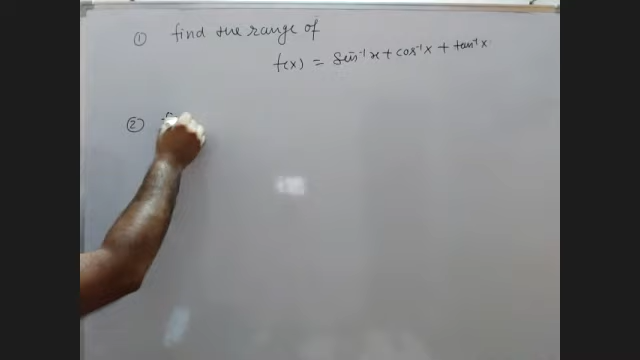 ① find the range of
f(x) = Sin⁻¹x + cos⁻¹x + tan⁻¹x
②